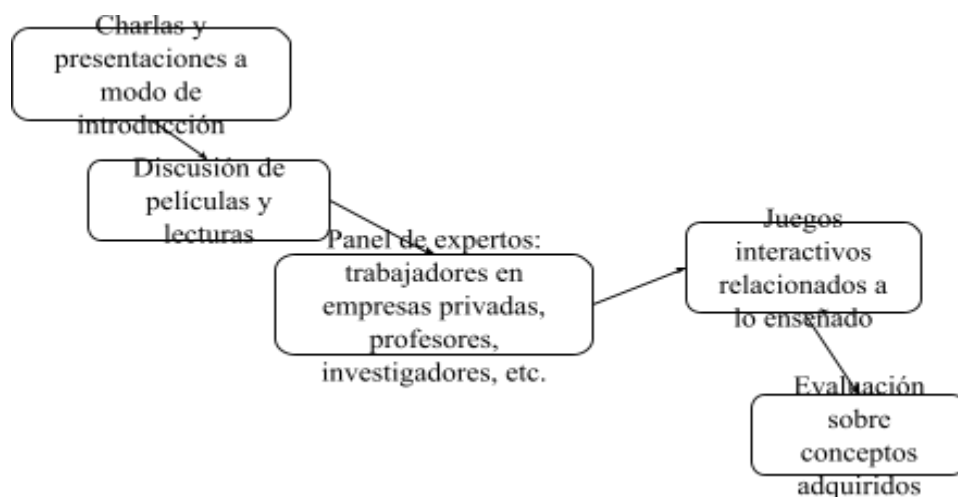 Charlas y
presentaciones a
modo de
introducción
Discusión de
películas y
lecturas
Panel de expertos:
trabajadores en
empresas privadas,
profesores,
investigadores, etc.
Juegos
interactivos
relacionados a
lo enseñado
Evaluación
sobre
conceptos
adquiridos